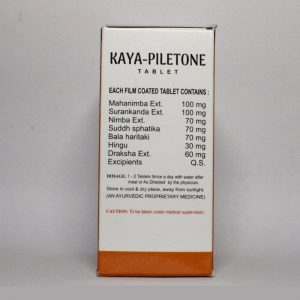 KAYA-PILETONE
TABLET
EACH FILM COATED TABLET CONTAINS :
Mahanimba Ext. 100 mg
Surankanda Ext. 100 mg
Nimba Ext. 70 mg
Suddh sphatika 70 mg
Bala haritaki 70 mg
Hingu 30 mg
Draksha Ext. 60 mg
Excipients Q.S.
DOSAGE: 1 - 2 Tablets thrice a day with water after
meal or As Directed by the physician.
Store in cool & dry place, away from sunlight.
(AN AYURVEDIC PROPRIETARY MEDICINE)
CAUTION: To be taken under medical supervision.